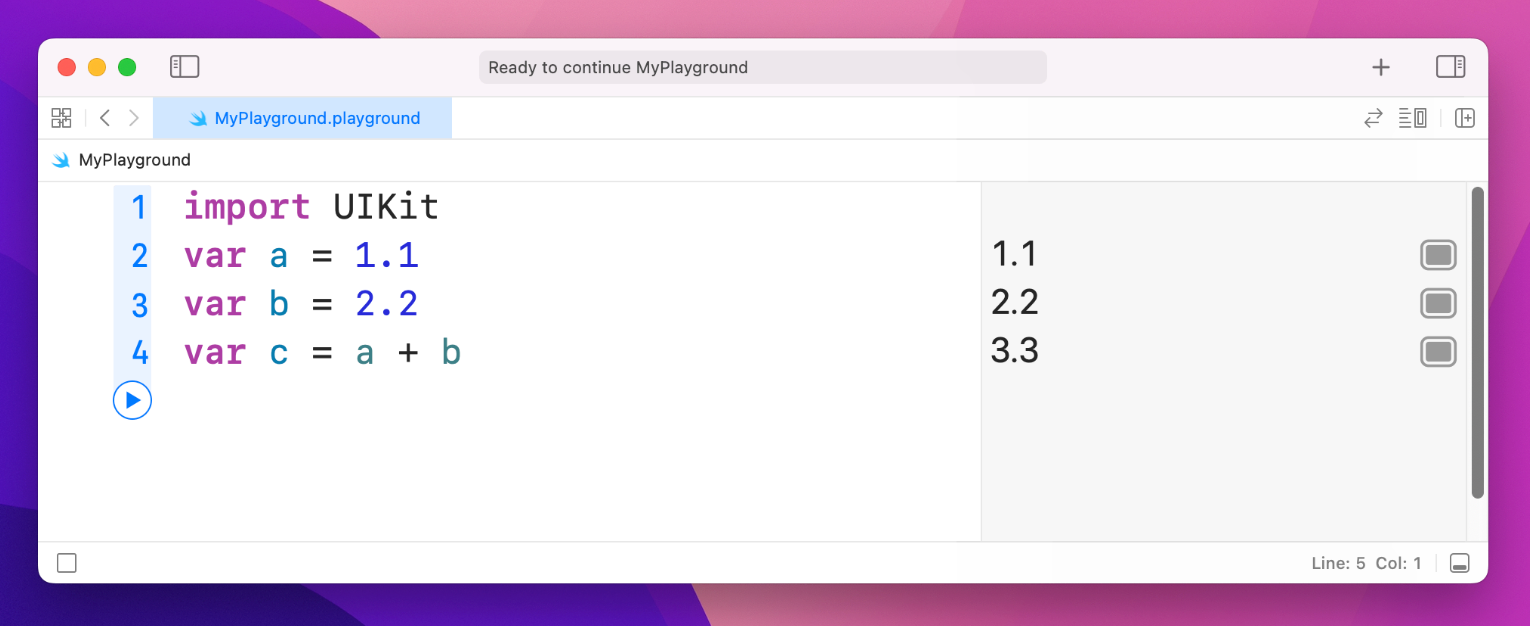 Ready to continue MyPlayground
MyPlayground.playground
MyPlayground
1 import UIKit
2 var a = 1.1 1.1
3 var b = 2.2 2.2
4 var c = a + b 3.3
Line: 5 Col: 1